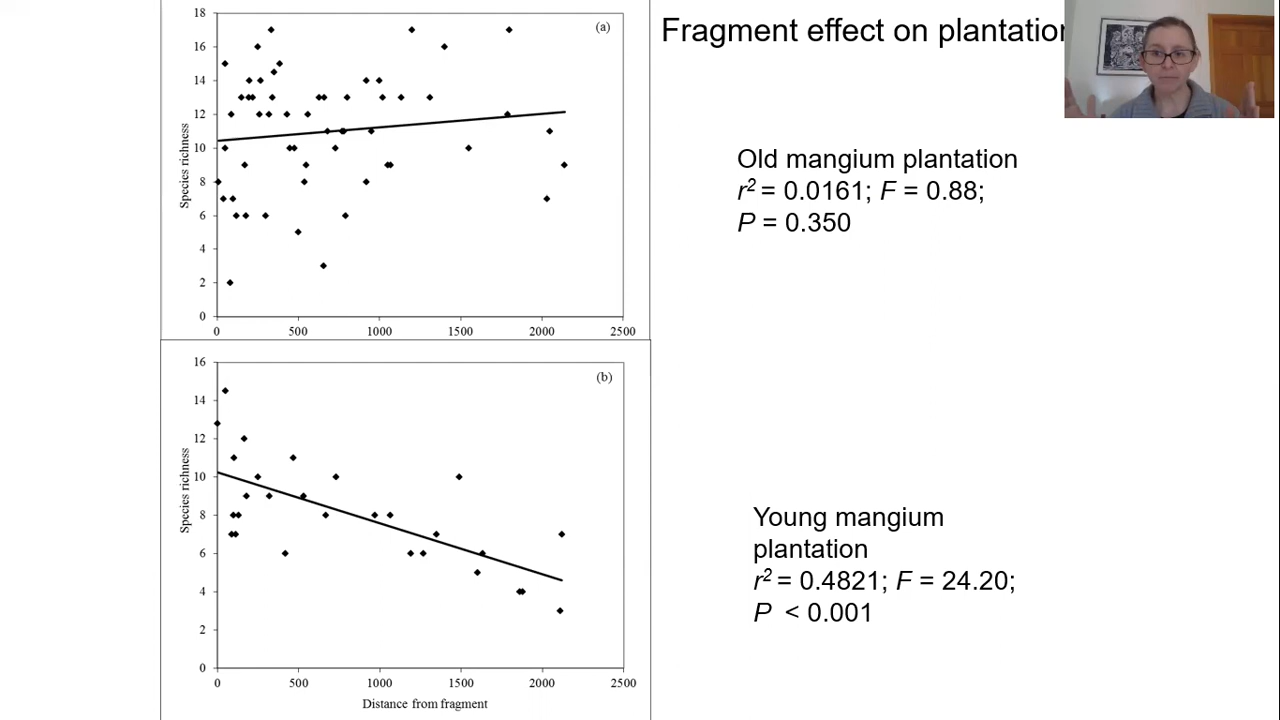 Fragment effect on plantation
(a)
18
16
14
12
10
8
6
4
2
0
Species richness
0 500 1000 1500 2000 2500
Old mangium plantation
r² = 0.0161; F = 0.88;
P = 0.350
(b)
16
14
12
10
8
6
4
2
0
Species richness
0 500 1000 1500 2000 2500
Distance from fragment
Young mangium
plantation
r² = 0.4821; F = 24.20;
P < 0.001